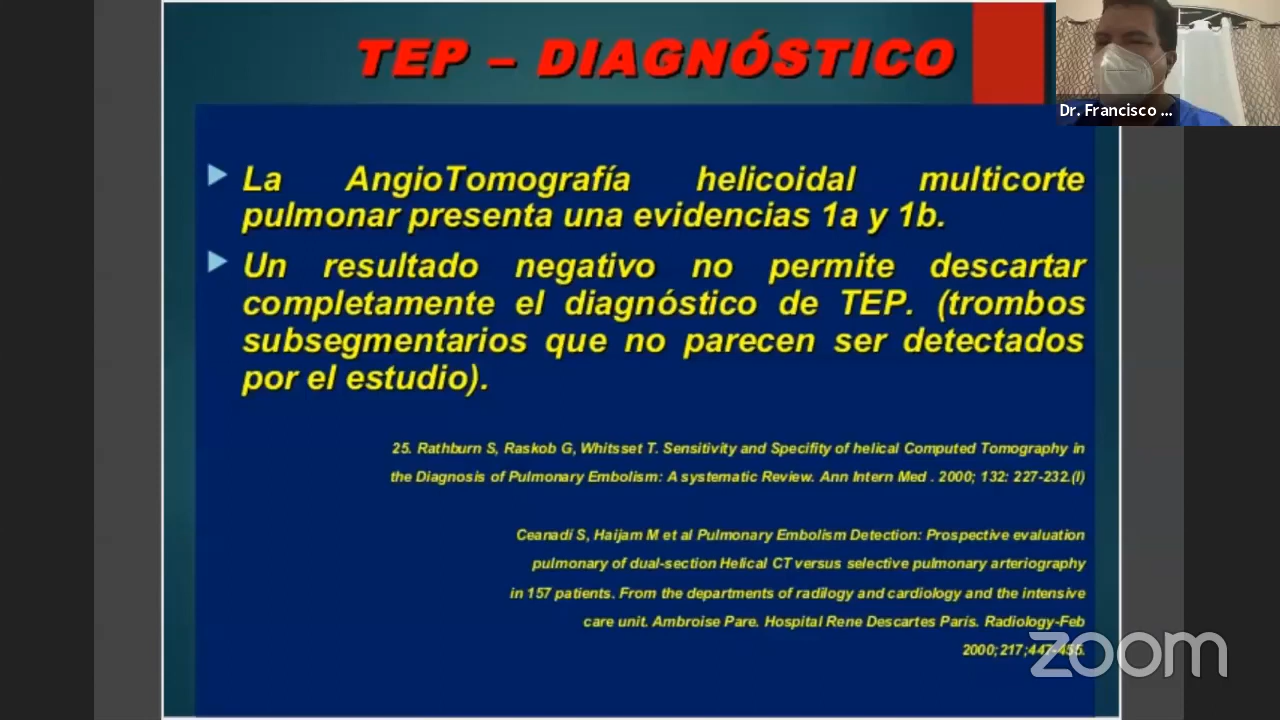 TEP – DIAGNÓSTICO
Dr. Francisco ...
La AngioTomografía helicoidal multicorte
pulmonar presenta una evidencias 1a y 1b.
Un resultado negativo no permite descartar
completamente el diagnóstico de TEP. (trombos
subsegmentarios que no parecen ser detectados
por el estudio).
25. Rathburn S, Raskob G, Whitsset T. Sensitivity and Specifity of helical Computed Tomography in
the Diagnosis of Pulmonary Embolism: A systematic Review. Ann Intern Med . 2000; 132: 227-232.(I)
Ceanadí S, Haijam M et al Pulmonary Embolism Detection: Prospective evaluation
pulmonary of dual-section Helical CT versus selective pulmonary arteriography
in 157 patients. From the departments of radilogy and cardiology and the intensive
care unit. Ambroise Pare. Hospital Rene Descartes París. Radiology-Feb
2000;217;447-455.
zoom